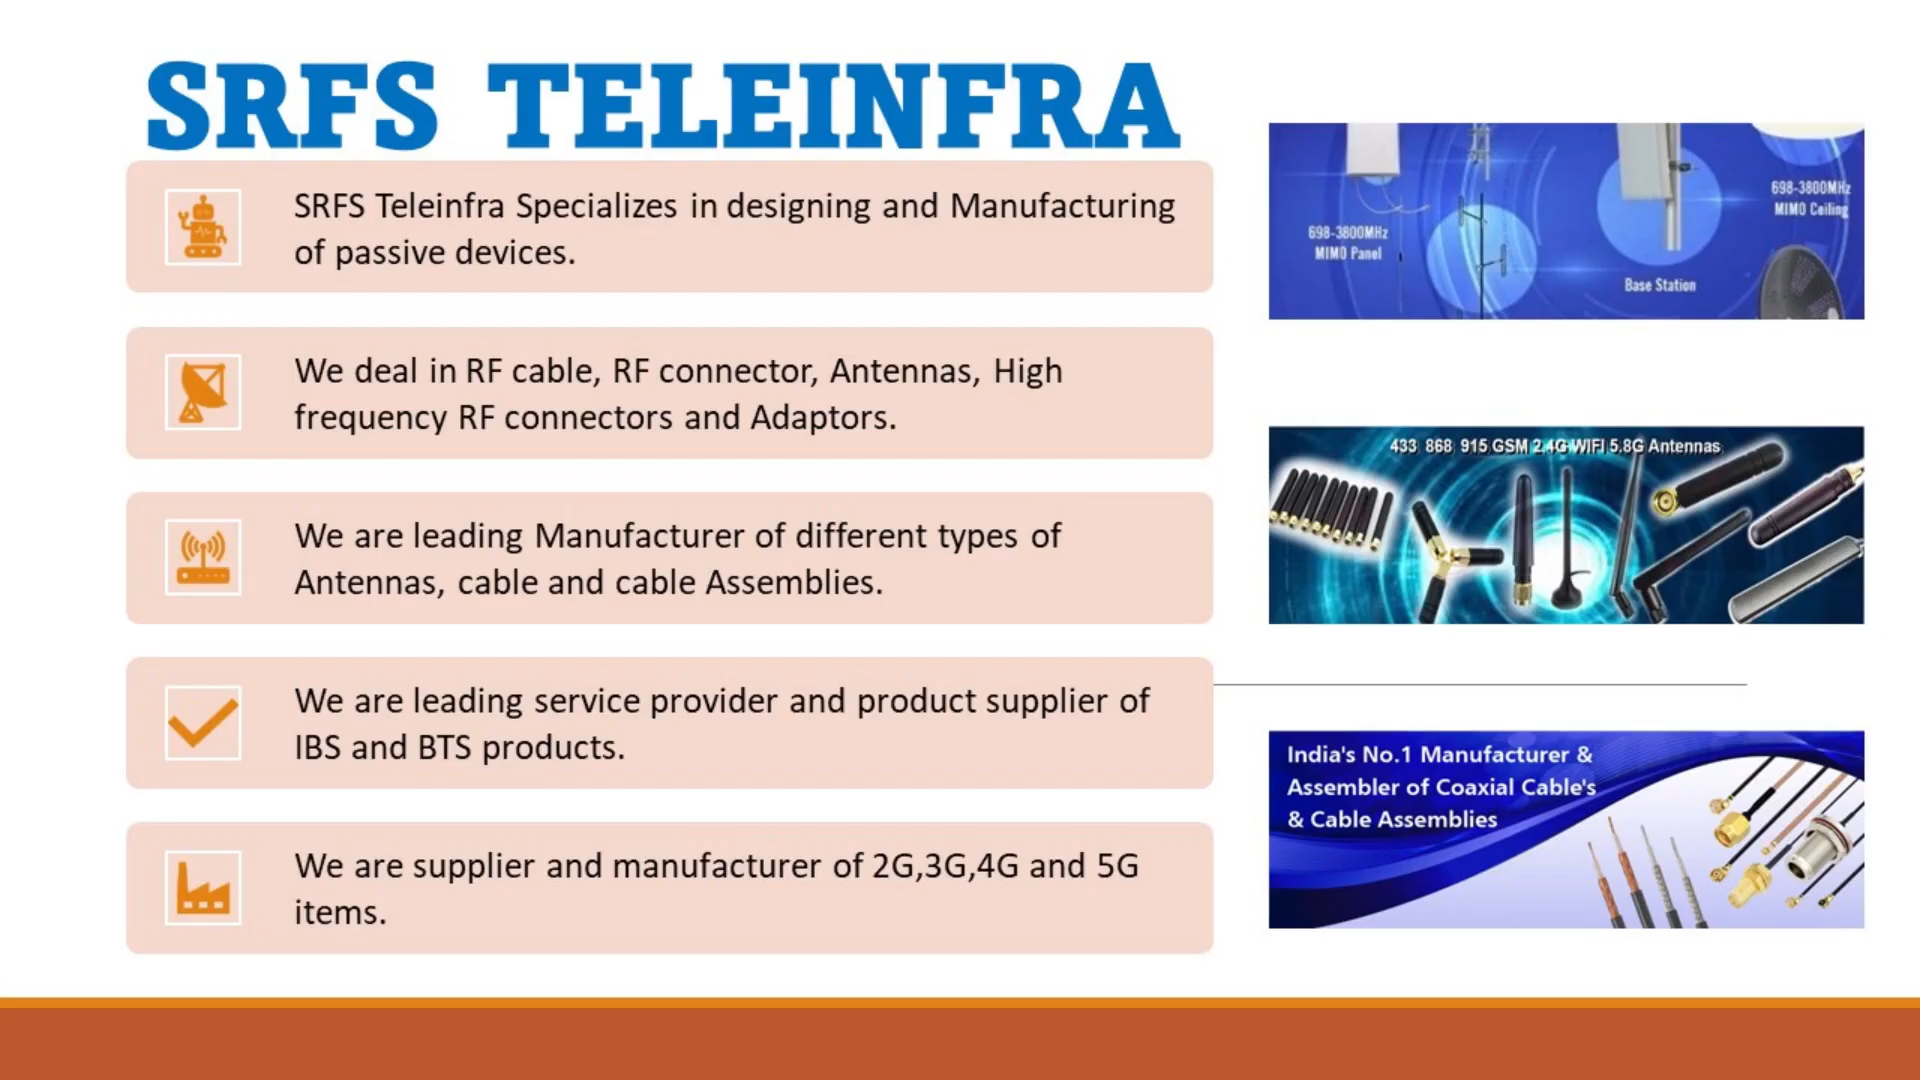 SRFS TELEINFRA
SRFS Teleinfra Specializes in designing and Manufacturing
of passive devices.
We deal in RF cable, RF connector, Antennas, High
frequency RF connectors and Adaptors.
We are leading Manufacturer of different types of
Antennas, cable and cable Assemblies.
We are leading service provider and product supplier of
IBS and BTS products.
We are supplier and manufacturer of 2G,3G,4G and 5G
items.
698-3800MHz
MIMO Panel
Base Station
698-3800MHz
MIMO Ceiling
433 868 915 GSM 2.4G WIFI 5.8G Antennas
India's No.1 Manufacturer &
Assembler of Coaxial Cable's
& Cable Assemblies